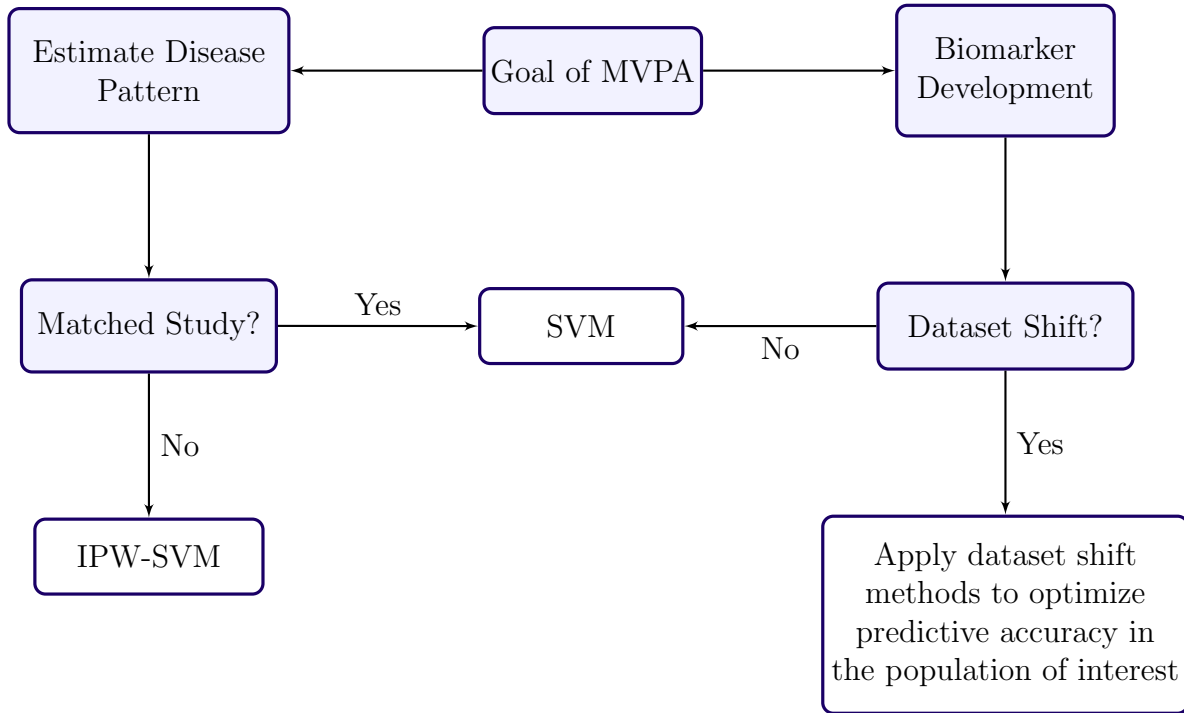 Estimate Disease
Pattern
Goal of MVPA
Biomarker
Development
Matched Study?
Yes
SVM
No
Dataset Shift?
No
Yes
IPW-SVM
Apply dataset shift
methods to optimize
predictive accuracy in
the population of interest